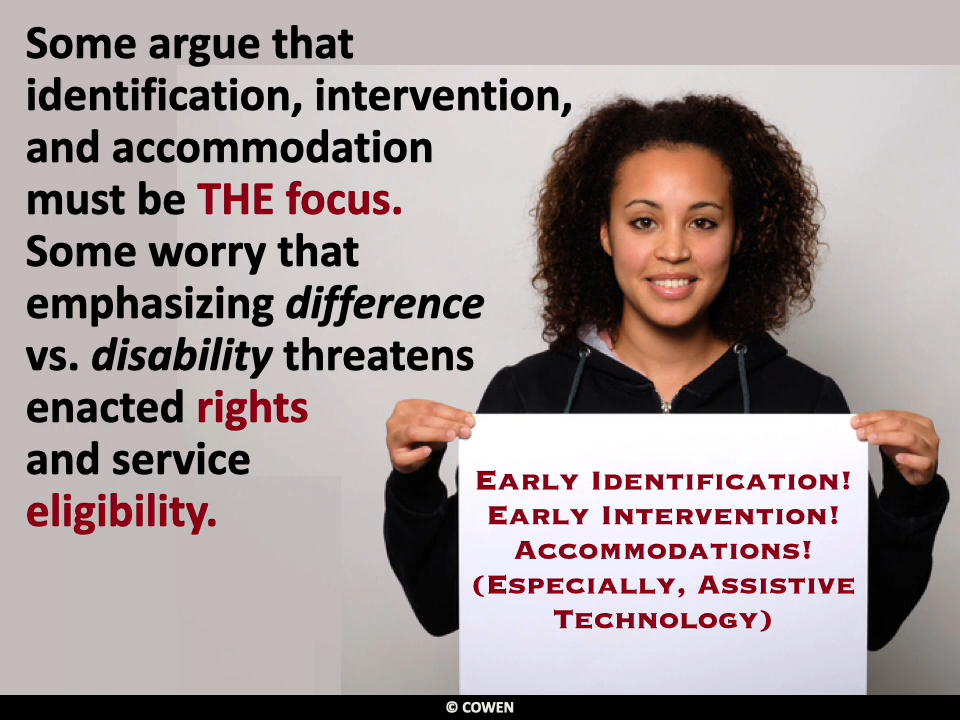 Some argue that
identification, intervention,
and accommodation
must be THE focus.
Some worry that
emphasizing difference
vs. disability threatens
enacted rights
and service
eligibility.
Early Identification!
Early Intervention!
Accommodations!
(Especially, Assistive
Technology)
© COWEN